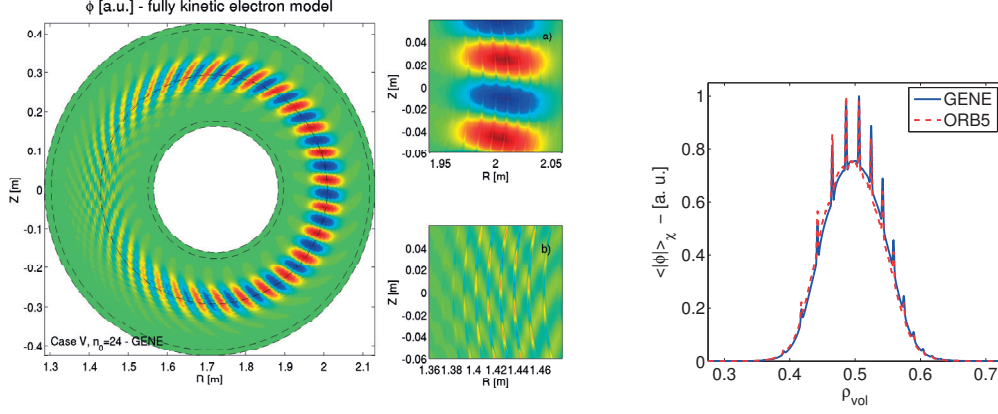 ϕ [a.u.] - fully kinetic electron model
0.4
0.3
0.2
0.1
0
-0.1
-0.2
-0.3
-0.4
Z [m]
Case V, n0=24 - GENE
1.3 1.4 1.5 1.6 1.7 1.8 1.9 2 2.1
R [m]
a)
0.04
0.02
0
-0.02
-0.04
-0.06
Z [m]
1.95 2 2.05
R [m]
b)
0.04
0.02
0
-0.02
-0.04
-0.06
Z [m]
1.36 1.38 1.4 1.42 1.44 1.46
R [m]
GENE
ORB5
1
0.8
0.6
0.4
0.2
0
<|ϕ|>χ – [a. u.]
0.3 0.4 0.5 0.6 0.7
ρvol